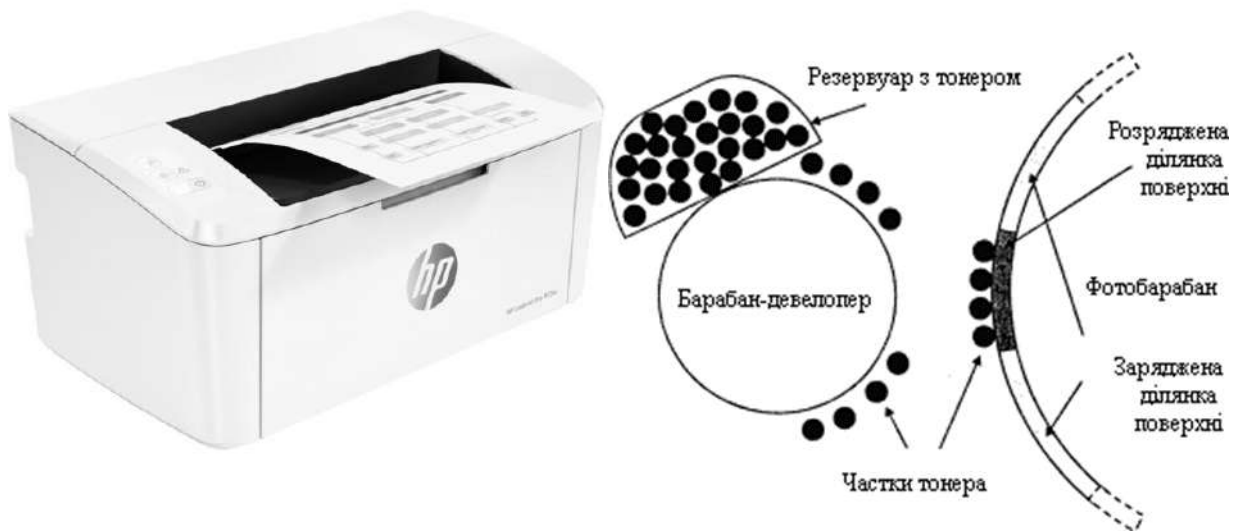 hp
Резервуар з тонером
Розряджена
ділянка
поверхні
Барабан-девелопер
Фотобарабан
Заряджена
ділянка
поверхні
Частки тонера